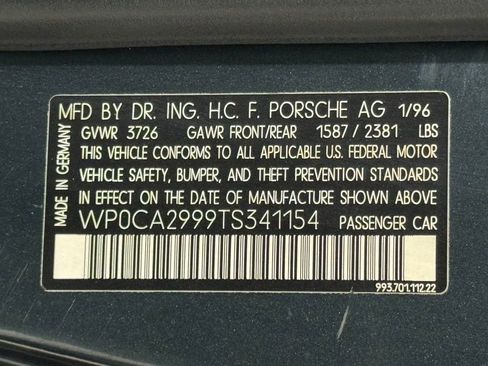 MFD BY DR. ING. H.C. F. PORSCHE AG 1/96
GVWR 3726 GAWR FRONT/REAR 1587/2381 LBS
THIS VEHICLE CONFORMS TO ALL APPLICABLE U.S. FEDERAL MOTOR
VEHICLE SAFETY, BUMPER, AND THEFT PREVENTION STANDARDS
IN EFFECT ON THE DATE OF MANUFACTURE SHOWN ABOVE
WP0CA2999TS341154 PASSENGER CAR
MADE IN GERMANY
993.701.112.22